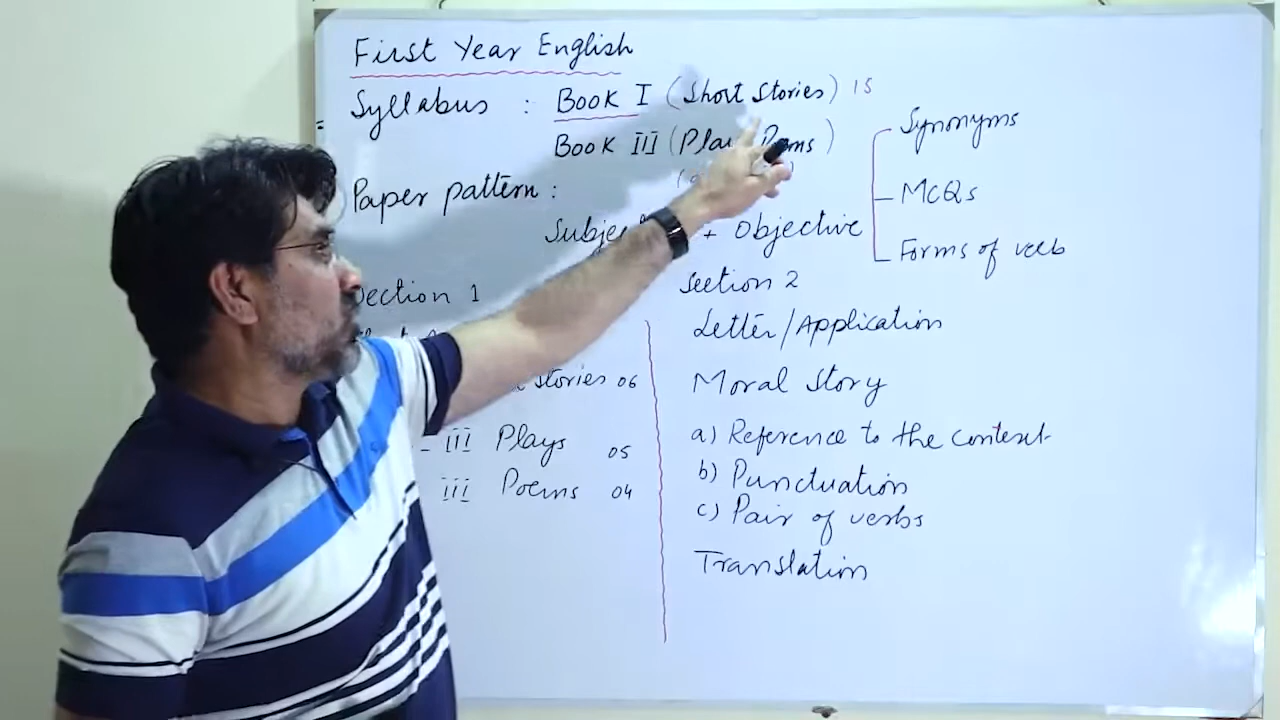 First Year English
Syllabus : Book I (Short Stories) 15
Book III (Play Poems)
Paper pattern :
+ Objective
Synonyms
MCQs
Forms of verb
Section 1
Stories 06
III Plays 05
III Poems 04
Section 2
Letter/Application
Moral Story
a) Reference to the context
b) Punctuation
c) Pair of verbs
Translation